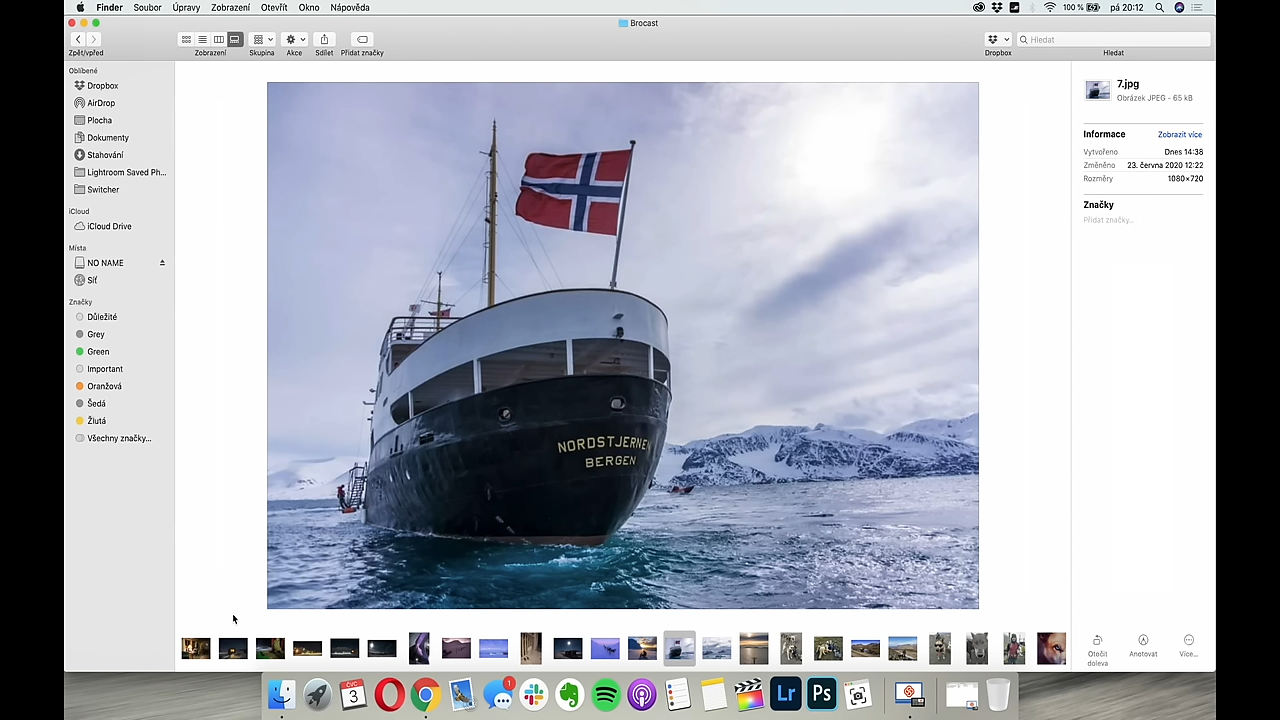 Finder Soubor Úpravy Zobrazení Otevřít Okno Nápověda 100 % pá 20:12
Brocast
Zpět/vpřed Zobrazení Skupina Akce Sdílet Přidat značky Dropbox Hledat
Hledat
Oblíbené
Dropbox
AirDrop
Plocha
Dokumenty
Stahování
Lightroom Saved Ph...
Switcher
iCloud
iCloud Drive
Místa
NO NAME
Síť
Značky
Důležité
Grey
Green
Important
Oranžová
Šedá
Žlutá
Všechny značky...
NORDSTJERNEN
BERGEN
7.jpg
Obrázek JPEG - 65 kB
Informace Zobrazit více
Vytvořeno Dnes 14:38
Změněno 23. června 2020 12:22
Rozměry 1080×720
Značky
Přidat značky...
Otočit doleva
Anotovat
Více...
ČVC
3
1
Lr
Ps